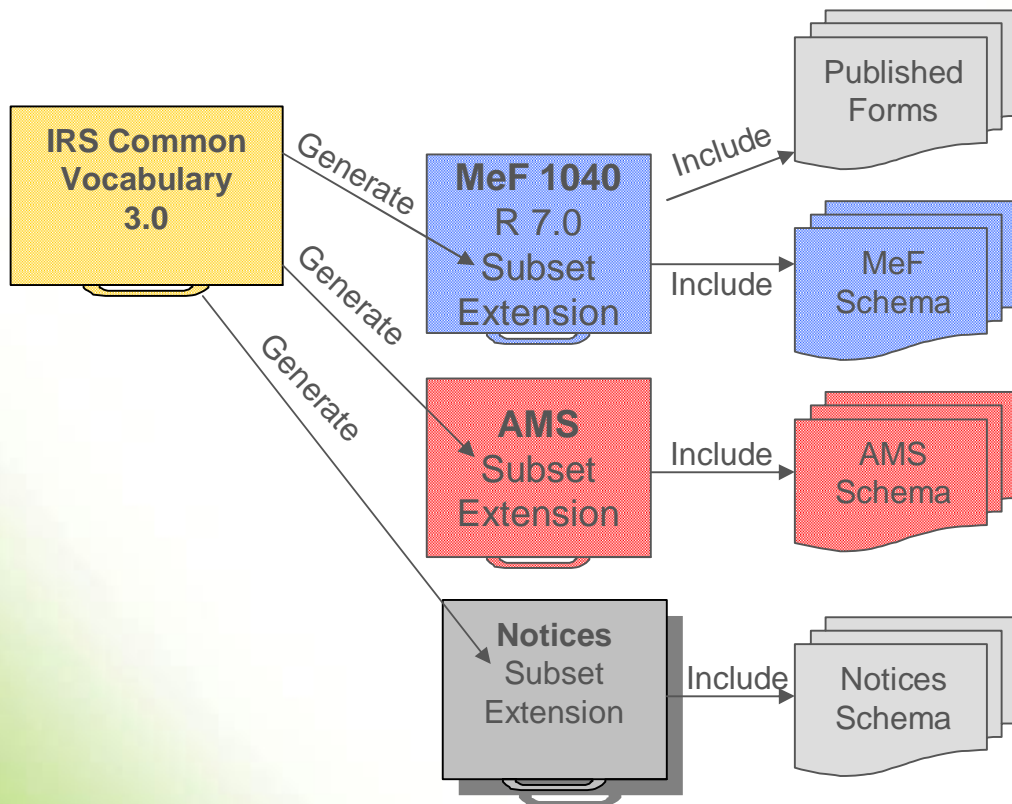 IRS Common
Vocabulary
3.0
Generate
Generate
Generate
MeF 1040
R 7.0
Subset
Extension
Include
Include
Published
Forms
MeF
Schema
AMS
Subset
Extension
Include
AMS
Schema
Notices
Subset
Extension
Include
Notices
Schema